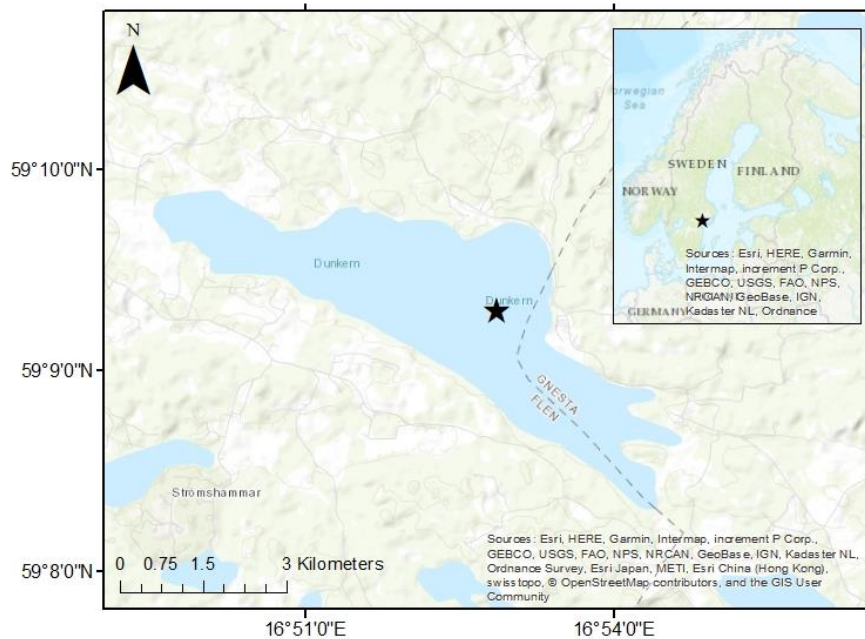 N
59°10'0"N
59°9'0"N
59°8'0"N
16°51'0"E
16°54'0"E
Dunkern
Dunkern
GNESTA
FLEN
Stromshammar
0 0.75 1.5 3 Kilometers
Sources: Esri, HERE, Garmin, Intermap, increment P Corp.,
GEBCO, USGS, FAO, NPS, NRCAN, GeoBase, IGN, Kadaster NL,
Ordnance Survey, Esri Japan, METI, Esri China (Hong Kong),
swisstopo, © OpenStreetMap contributors, and the GIS User
Community
Sea
SWEDEN
FINLAND
NORWAY
GERMANY
Sources: Esri, HERE, Garmin,
Intermap, increment P Corp.,
GEBCO, USGS, FAO, NPS,
NRCAN, GeoBase, IGN,
Kadaster NL, Ordnance